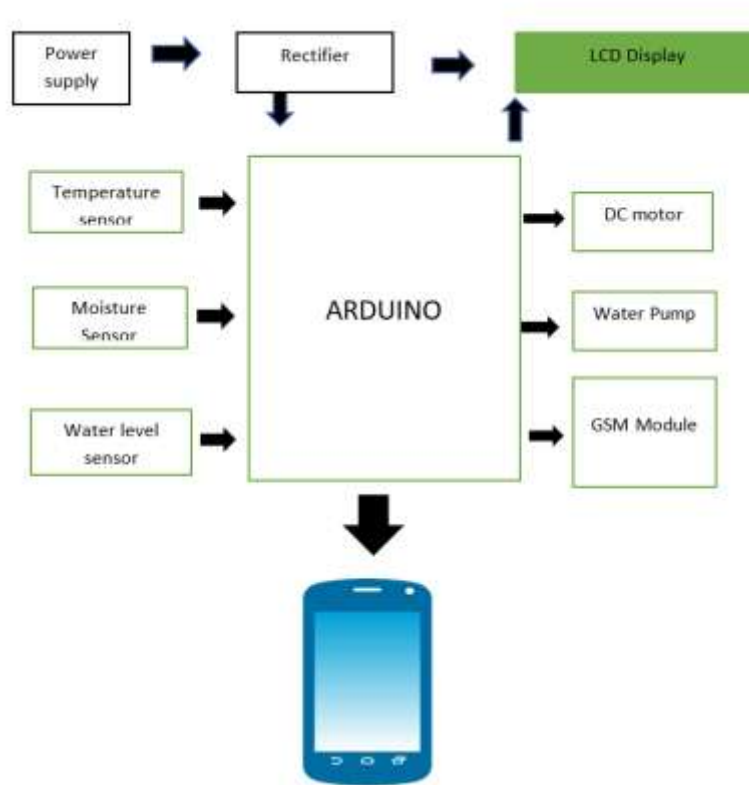 Power
supply
Rectifier
LCD Display
Temperature
sensor
DC motor
Moisture
Sensor
ARDUINO
Water Pump
Water level
sensor
GSM Module